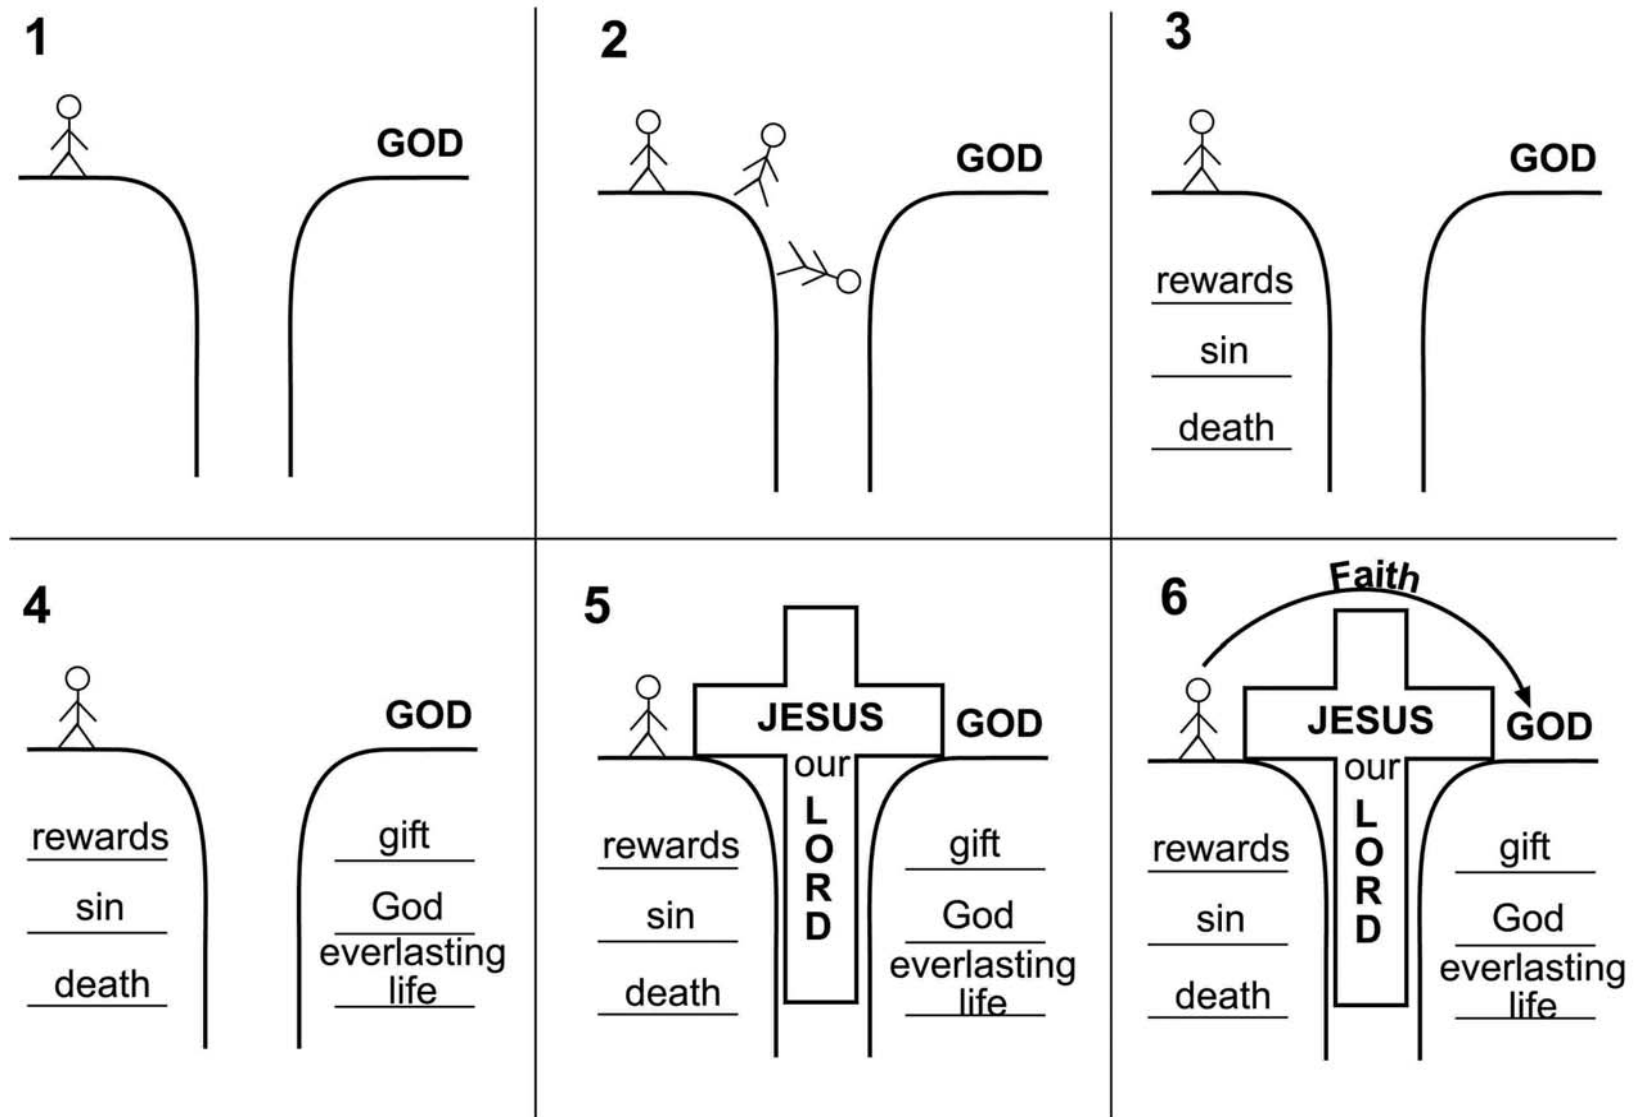 1
GOD
2
GOD
3
GOD
rewards
sin
death
4
GOD
rewards
sin
death
gift
God
everlasting
life
5
JESUS
our
LORD
GOD
rewards
sin
death
gift
God
everlasting
life
6
Faith
JESUS
our
LORD
GOD
rewards
sin
death
gift
God
everlasting
life